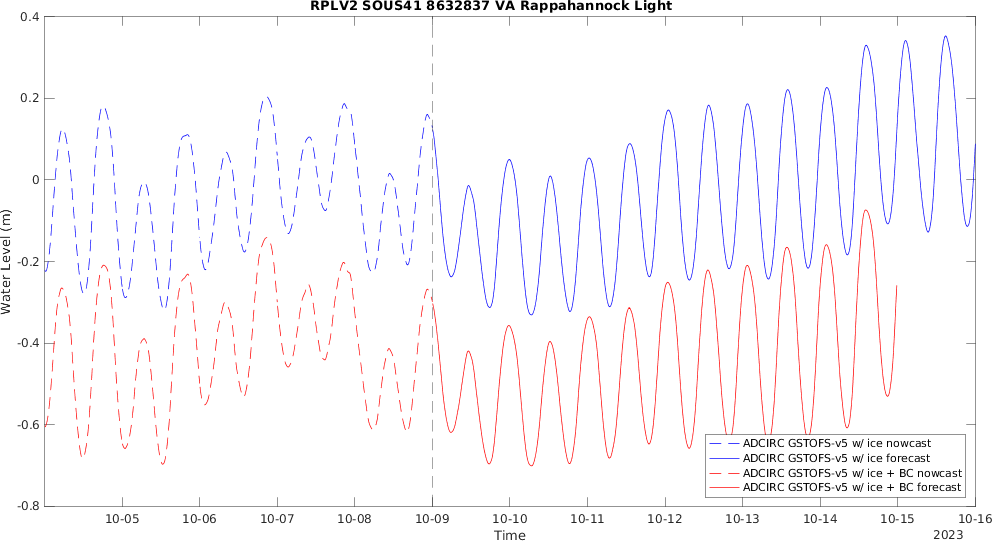 RPLV2 SOUS41 8632837 VA Rappahannock Light
0.4
0.2
0
-0.2
-0.4
-0.6
-0.8
Water Level (m)
ADCIRC GSTOFS-v5 w/ ice nowcast
ADCIRC GSTOFS-v5 w/ ice forecast
ADCIRC GSTOFS-v5 w/ ice + BC nowcast
ADCIRC GSTOFS-v5 w/ ice + BC forecast
10-05 10-06 10-07 10-08 10-09 10-10 10-11 10-12 10-13 10-14 10-15 10-16
Time
2023